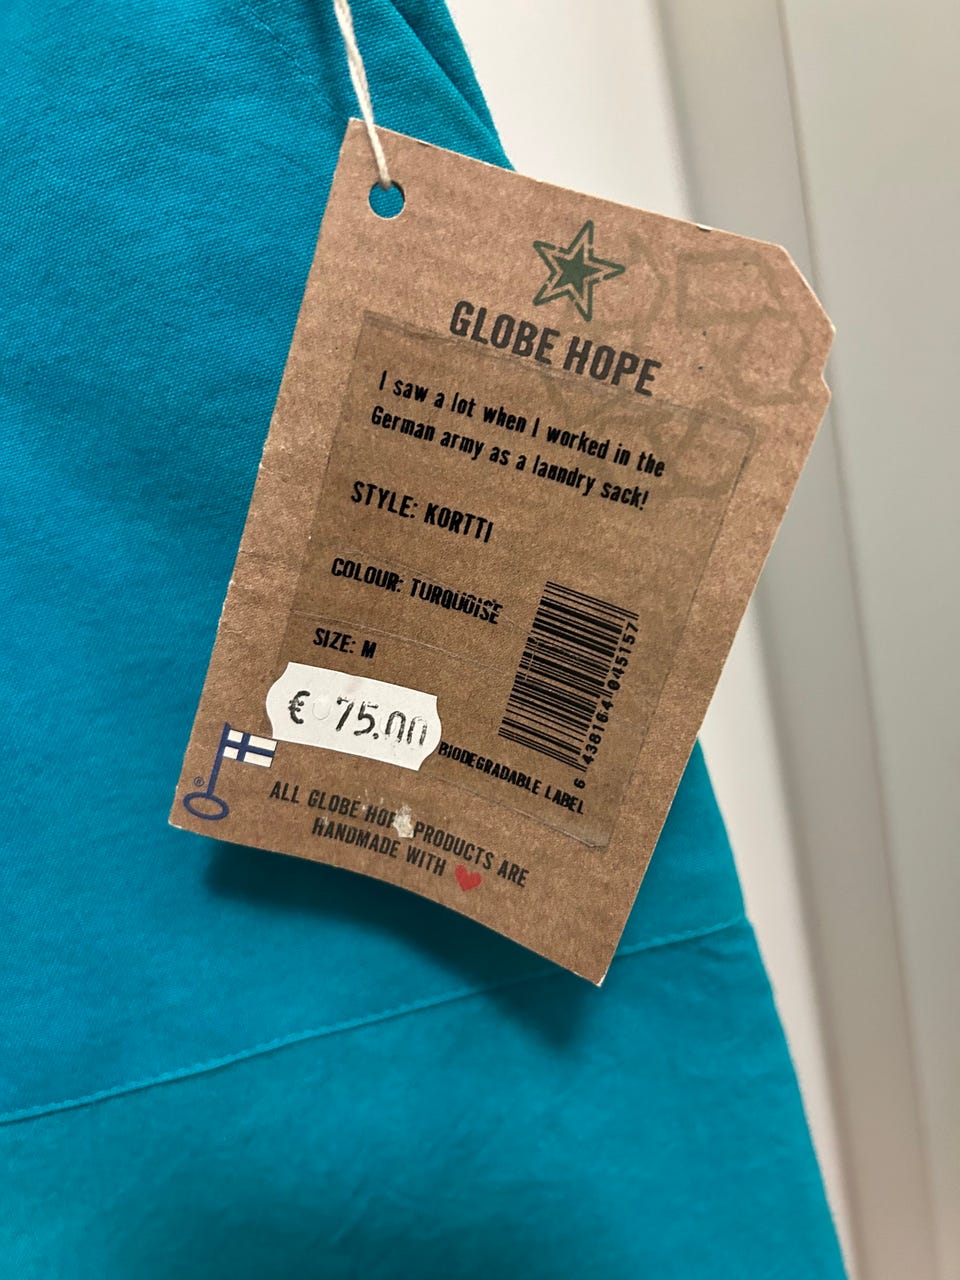 GLOBE HOPE
I saw a lot when I worked in the
German army as a laundry sack!
STYLE: KORTTI
COLOUR: TURQUOISE
SIZE: M
€ 75.00
6 438164 045157
BIODEGRADABLE LABEL
®
ALL GLOBE HOPE PRODUCTS ARE
HANDMADE WITH ❤